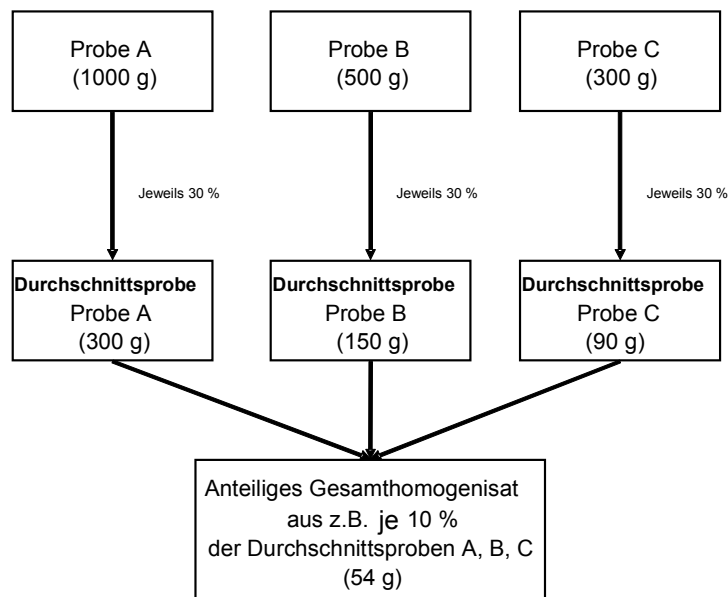 Probe A
(1000 g)
Probe B
(500 g)
Probe C
(300 g)
Jeweils 30 %
Jeweils 30 %
Jeweils 30 %
Durchschnittsprobe
Probe A
(300 g)
Durchschnittsprobe
Probe B
(150 g)
Durchschnittsprobe
Probe C
(90 g)
Anteiliges Gesamthomogenisat
aus z.B. je 10 %
der Durchschnittsproben A, B, C
(54 g)